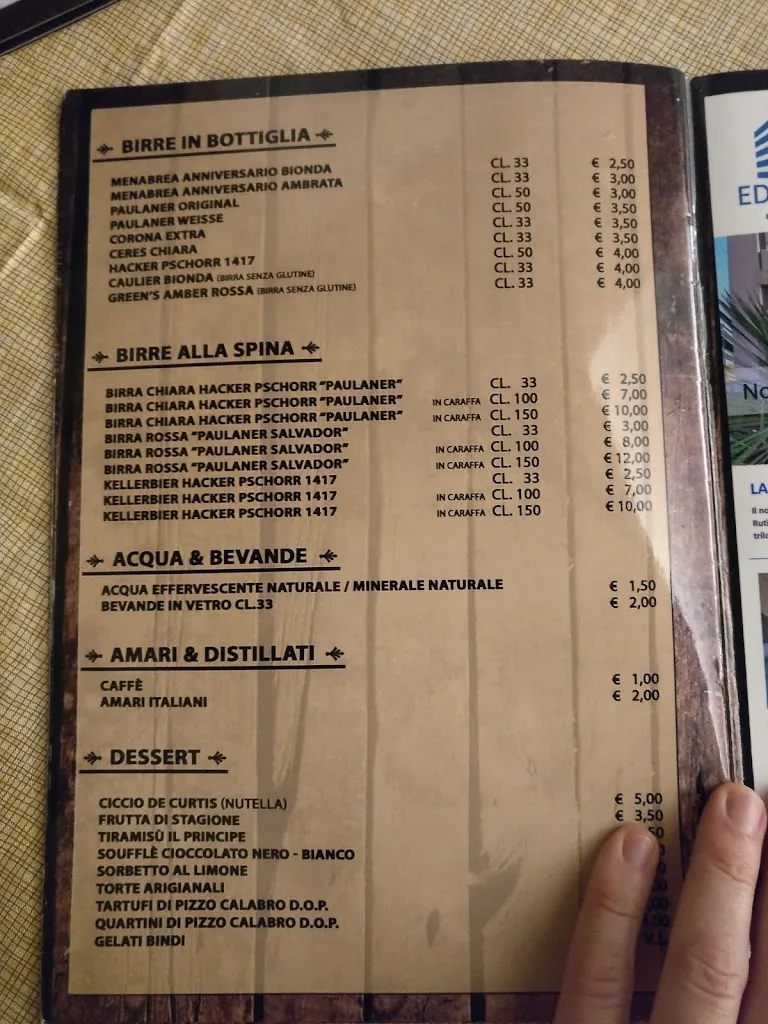 BIRRE IN BOTTIGLIA
MENABREA ANNIVERSARIO BIONDA CL. 33 € 2,50
MENABREA ANNIVERSARIO AMBRATA CL. 33 € 3,00
PAULANER ORIGINAL CL. 50 € 3,00
PAULANER WEISSE CL. 50 € 3,50
CORONA EXTRA CL. 33 € 3,50
CERES CHIARA CL. 33 € 3,50
HACKER PSCHORR 1417 CL. 50 € 4,00
CAULIER BIONDA (BIRRA SENZA GLUTINE) CL. 33 € 4,00
GREEN'S AMBER ROSSA (BIRRA SENZA GLUTINE) CL. 33 € 4,00
BIRRE ALLA SPINA
BIRRA CHIARA HACKER PSCHORR "PAULANER" CL. 33 € 2,50
BIRRA CHIARA HACKER PSCHORR "PAULANER" IN CARAFFA CL. 100 € 7,00
BIRRA CHIARA HACKER PSCHORR "PAULANER" IN CARAFFA CL. 150 € 10,00
BIRRA ROSSA "PAULANER SALVADOR" CL. 33 € 3,00
BIRRA ROSSA "PAULANER SALVADOR" IN CARAFFA CL. 100 € 8,00
BIRRA ROSSA "PAULANER SALVADOR" IN CARAFFA CL. 150 € 12,00
KELLERBIER HACKER PSCHORR 1417 CL. 33 € 2,50
KELLERBIER HACKER PSCHORR 1417 IN CARAFFA CL. 100 € 7,00
KELLERBIER HACKER PSCHORR 1417 IN CARAFFA CL. 150 € 10,00
ACQUA & BEVANDE
ACQUA EFFERVESCENTE NATURALE / MINERALE NATURALE € 1,50
BEVANDE IN VETRO CL.33 € 2,00
AMARI & DISTILLATI
CAFFÈ € 1,00
AMARI ITALIANI € 2,00
DESSERT
CICCIO DE CURTIS (NUTELLA) € 5,00
FRUTTA DI STAGIONE € 3,50
TIRAMISÙ IL PRINCIPE
SOUFFLÈ CIOCCOLATO NERO - BIANCO
SORBETTO AL LIMONE
TORTE ARIGIANALI
TARTUFI DI PIZZO CALABRO D.O.P.
QUARTINI DI PIZZO CALABRO D.O.P.
GELATI BINDI
ED
No
LA
Il no
Ruti
trilo